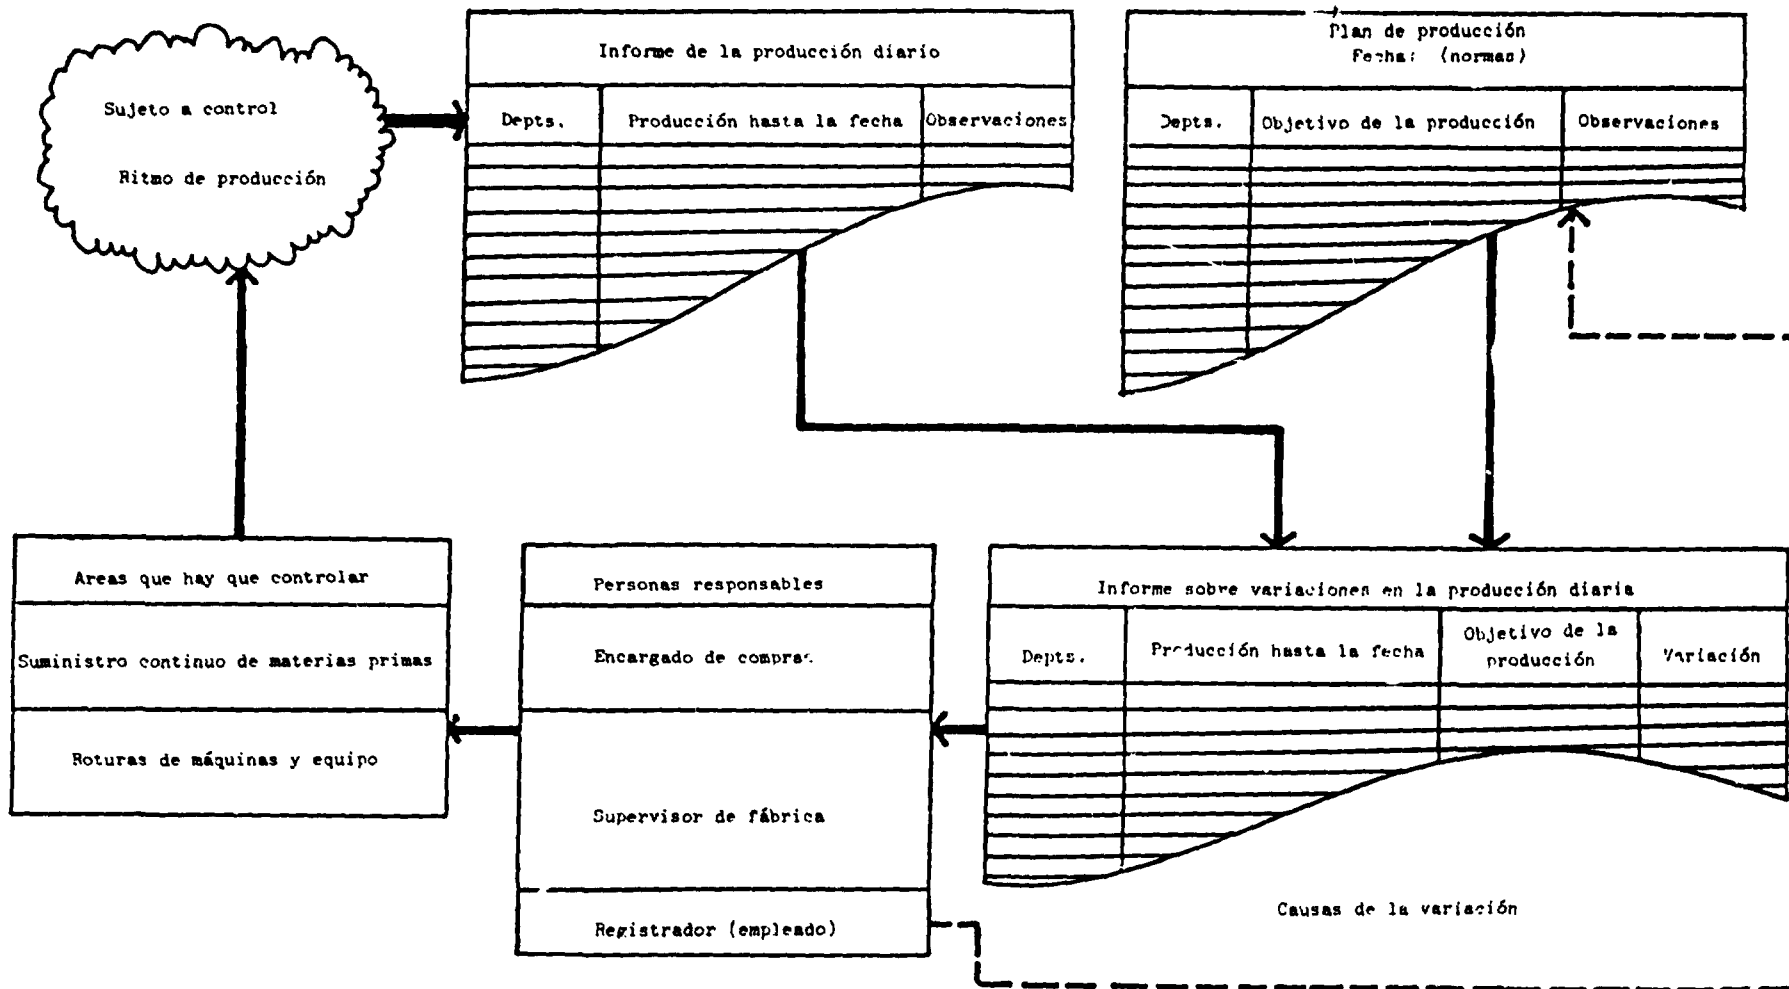 Sujeto a control
Ritmo de producción
Informe de la producción diario
Depts.
Producción hasta la fecha
Observaciones
Plan de producción
Fecha: (normas)
Depts.
Objetivo de la producción
Observaciones
Areas que hay que controlar
Suministro continuo de materias primas
Roturas de máquinas y equipo
Personas responsables
Encargado de compras.
Supervisor de fábrica
Registrador (empleado)
Informe sobre variaciones en la producción diaria
Depts.
Producción hasta la fecha
Objetivo de la
producción
Variación
Causas de la variación